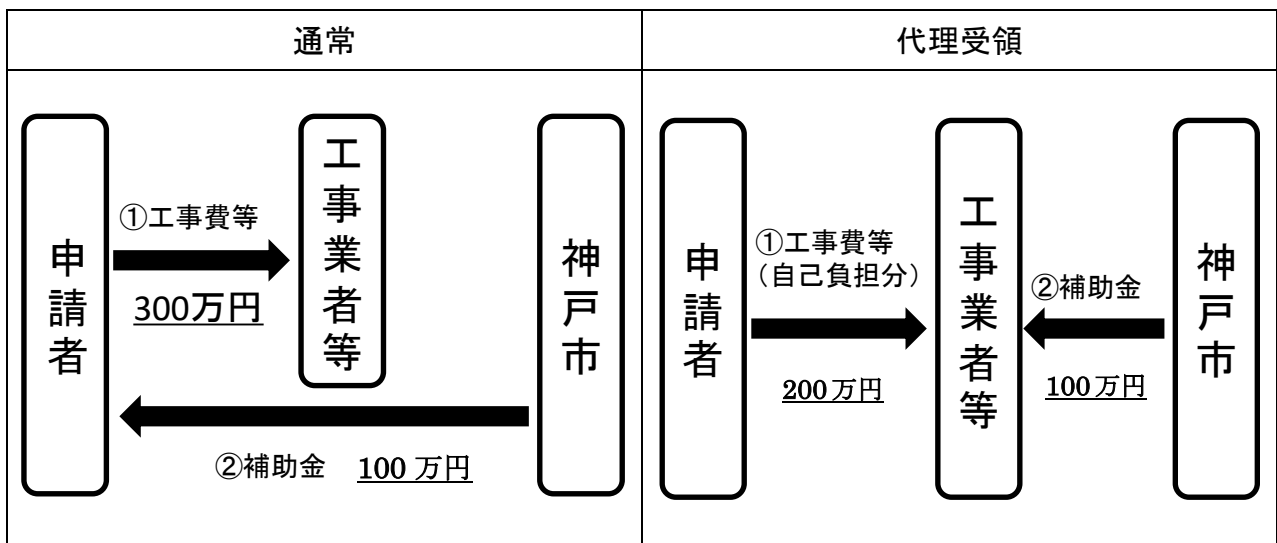 通常
申請者
①工事費等
300万円
工事業者等
神戸市
②補助金 100万円
代理受領
申請者
①工事費等
（自己負担分）
200万円
工事業者等
②補助金
100万円
神戸市